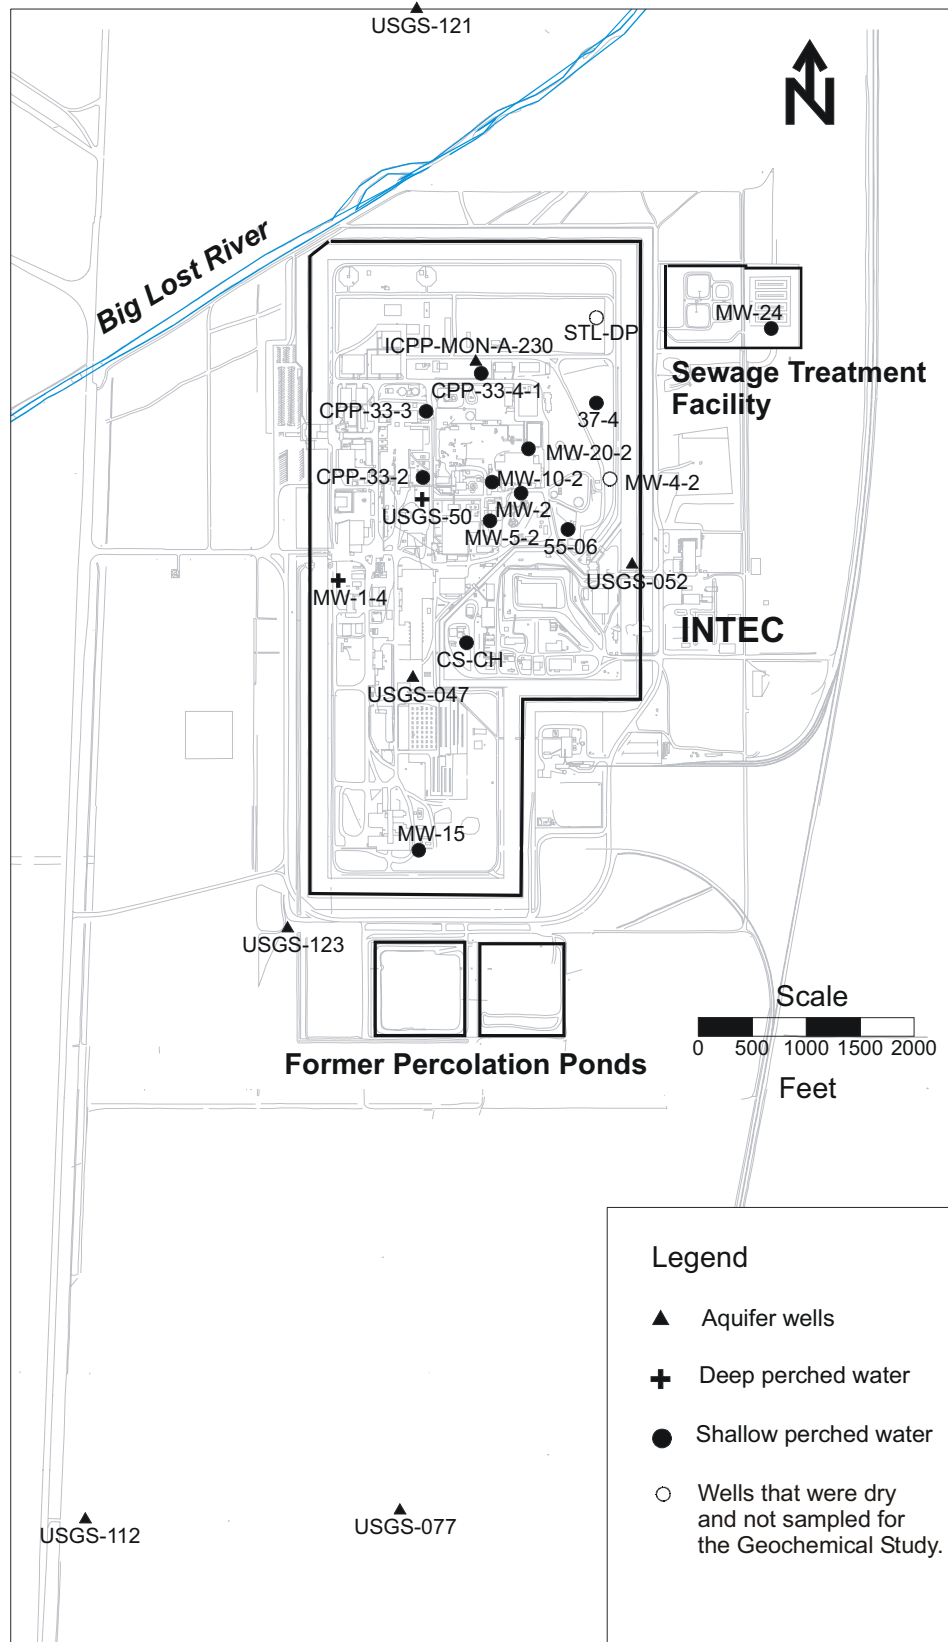 USGS-121
N
Big Lost River
MW-24
STL-DP
ICPP-MON-A-230
Sewage Treatment
Facility
CPP-33-4-1
CPP-33-3
37-4
MW-20-2
CPP-33-2
MW-10-2
MW-4-2
USGS-50
MW-2
MW-5-2
55-06
USGS-052
MW-1-4
INTEC
CS-CH
USGS-047
MW-15
USGS-123
Scale
0 500 1000 1500 2000
Feet
Former Percolation Ponds
Legend
Aquifer wells
Deep perched water
Shallow perched water
Wells that were dry
and not sampled for
the Geochemical Study.
USGS-112
USGS-077